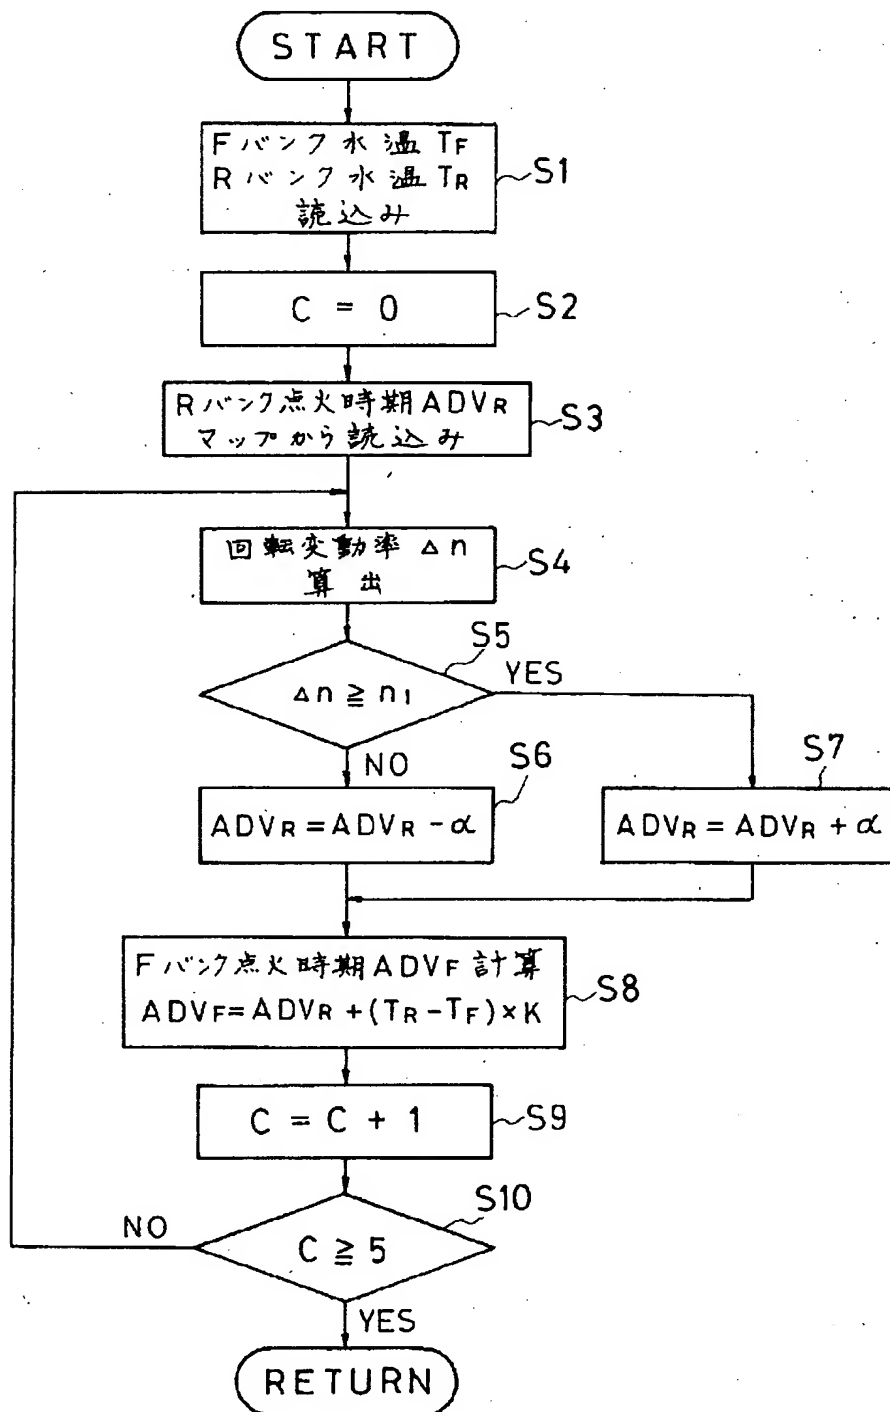 START
Fバンク水温 TF
Rバンク水温 TR
読込み
S1
C = 0
S2
Rバンク点火時期ADVR
マップから読込み
S3
回転変動率 Δn
算出
S4
S5
Δn ≧ n1
YES
NO
S6
ADVR = ADVR - α
S7
ADVR = ADVR + α
Fバンク点火時期ADVF計算
ADVF = ADVR + (TR - TF) × K
S8
C = C + 1
S9
S10
C ≧ 5
NO
YES
RETURN